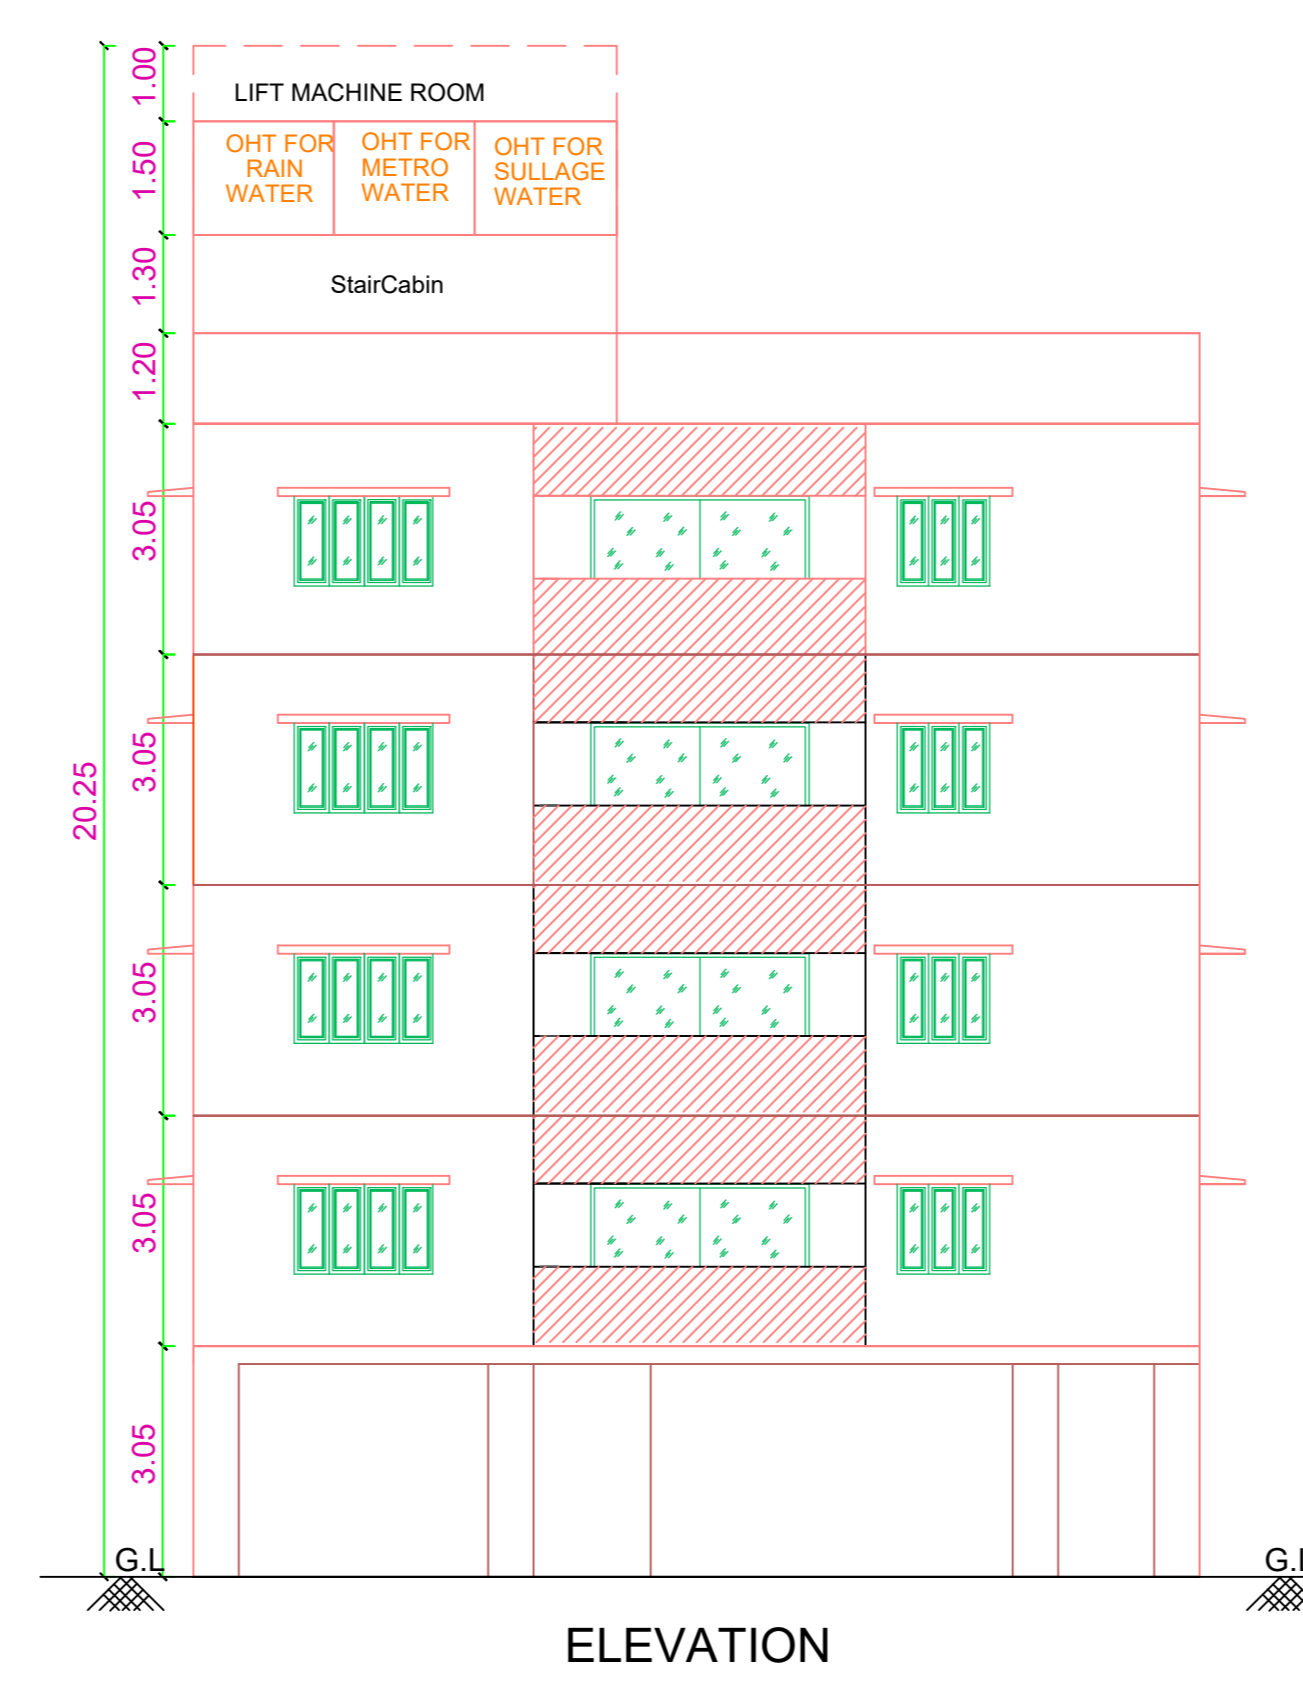 1.00
LIFT MACHINE ROOM
1.50
OHT FOR
RAIN
WATER
OHT FOR
METRO
WATER
OHT FOR
SULLAGE
WATER
1.30
StairCabin
1.20
3.05
3.05
20.25
3.05
3.05
3.05
G.L
G.L
ELEVATION